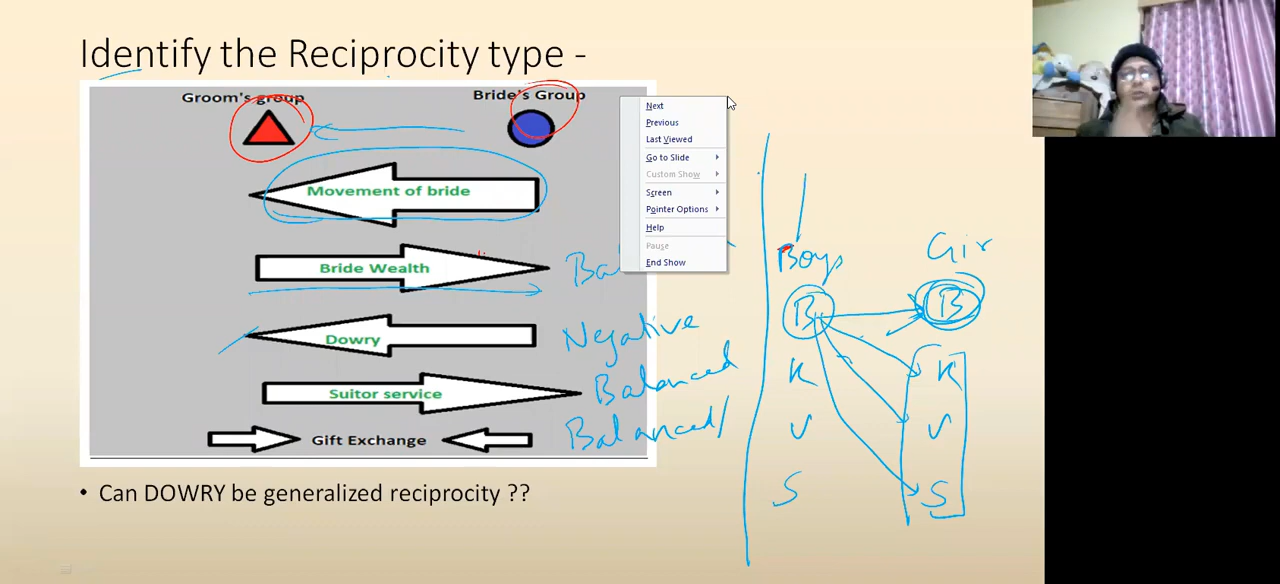 Identify the Reciprocity type -
Groom's group
Bride's Group
Movement of bride
Bride Wealth
Dowry
Negative
Suitor service
Balanced
Gift Exchange
Balanced/
• Can DOWRY be generalized reciprocity ??
Next
Previous
Last Viewed
Go to Slide
Custom Show
Screen
Pointer Options
Help
Pause
End Show
Boys
Gir
B
B
K
K
V
V
S
S